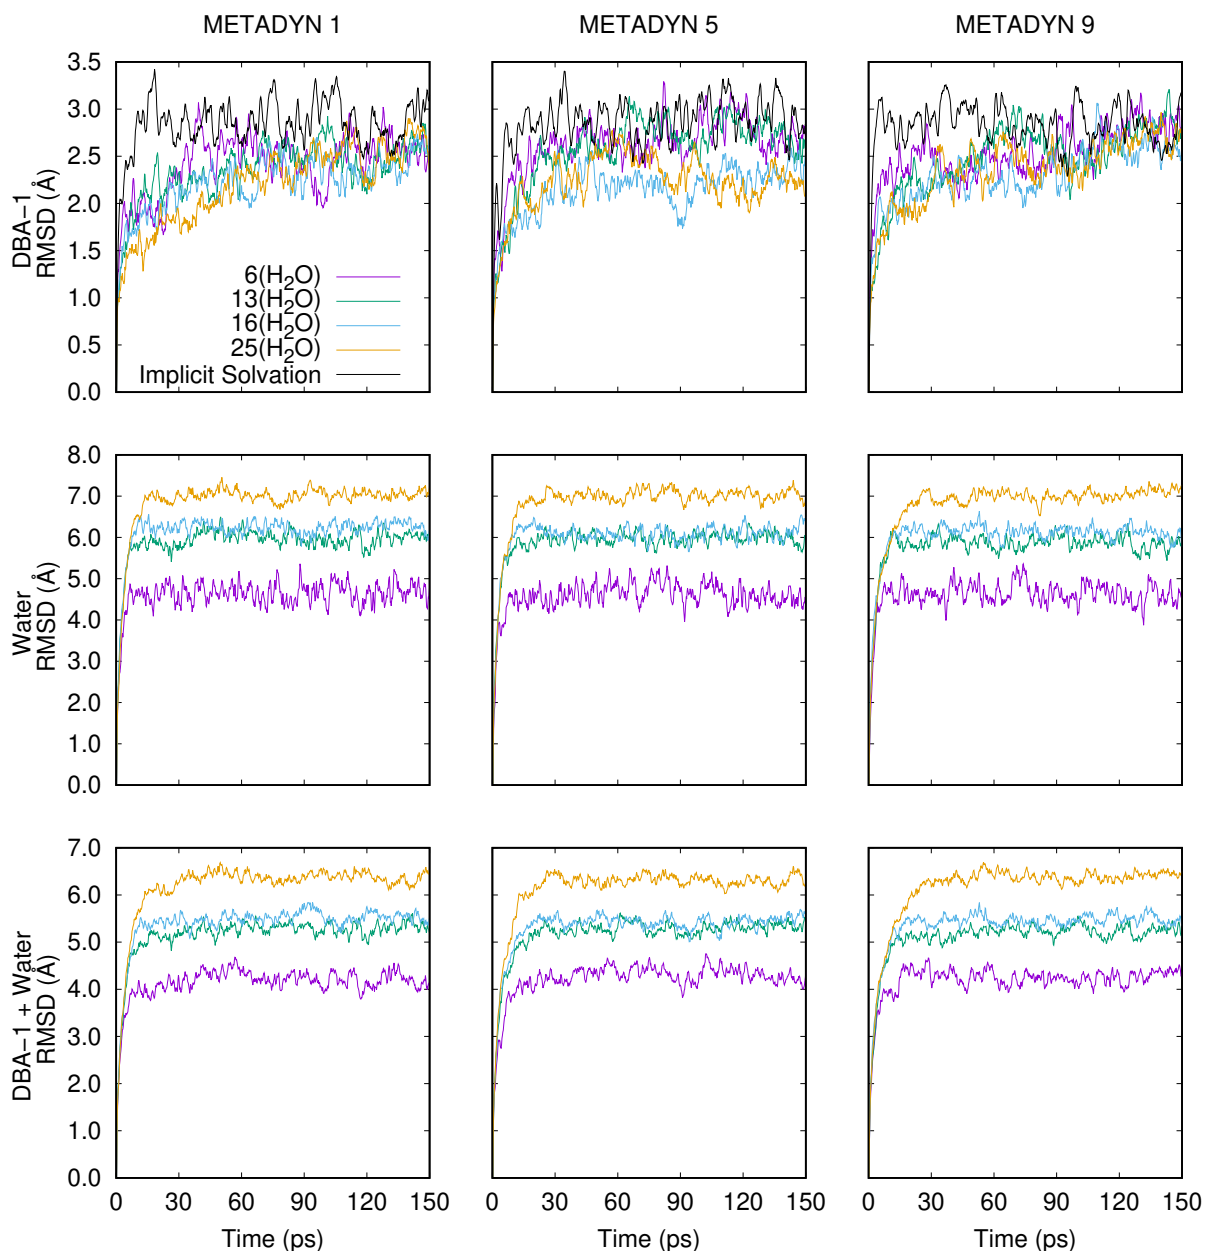 METADYN 1 METADYN 5 METADYN 9
DBA−1
RMSD (Å)
3.5
3.0
2.5
2.0
1.5
1.0
0.5
0.0
6(H2O)
13(H2O)
16(H2O)
25(H2O)
Implicit Solvation
Water
RMSD (Å)
8.0
7.0
6.0
5.0
4.0
3.0
2.0
1.0
0.0
DBA−1 + Water
RMSD (Å)
7.0
6.0
5.0
4.0
3.0
2.0
1.0
0.0
0 30 60 90 120 150 0 30 60 90 120 150 0 30 60 90 120 150
Time (ps) Time (ps) Time (ps)